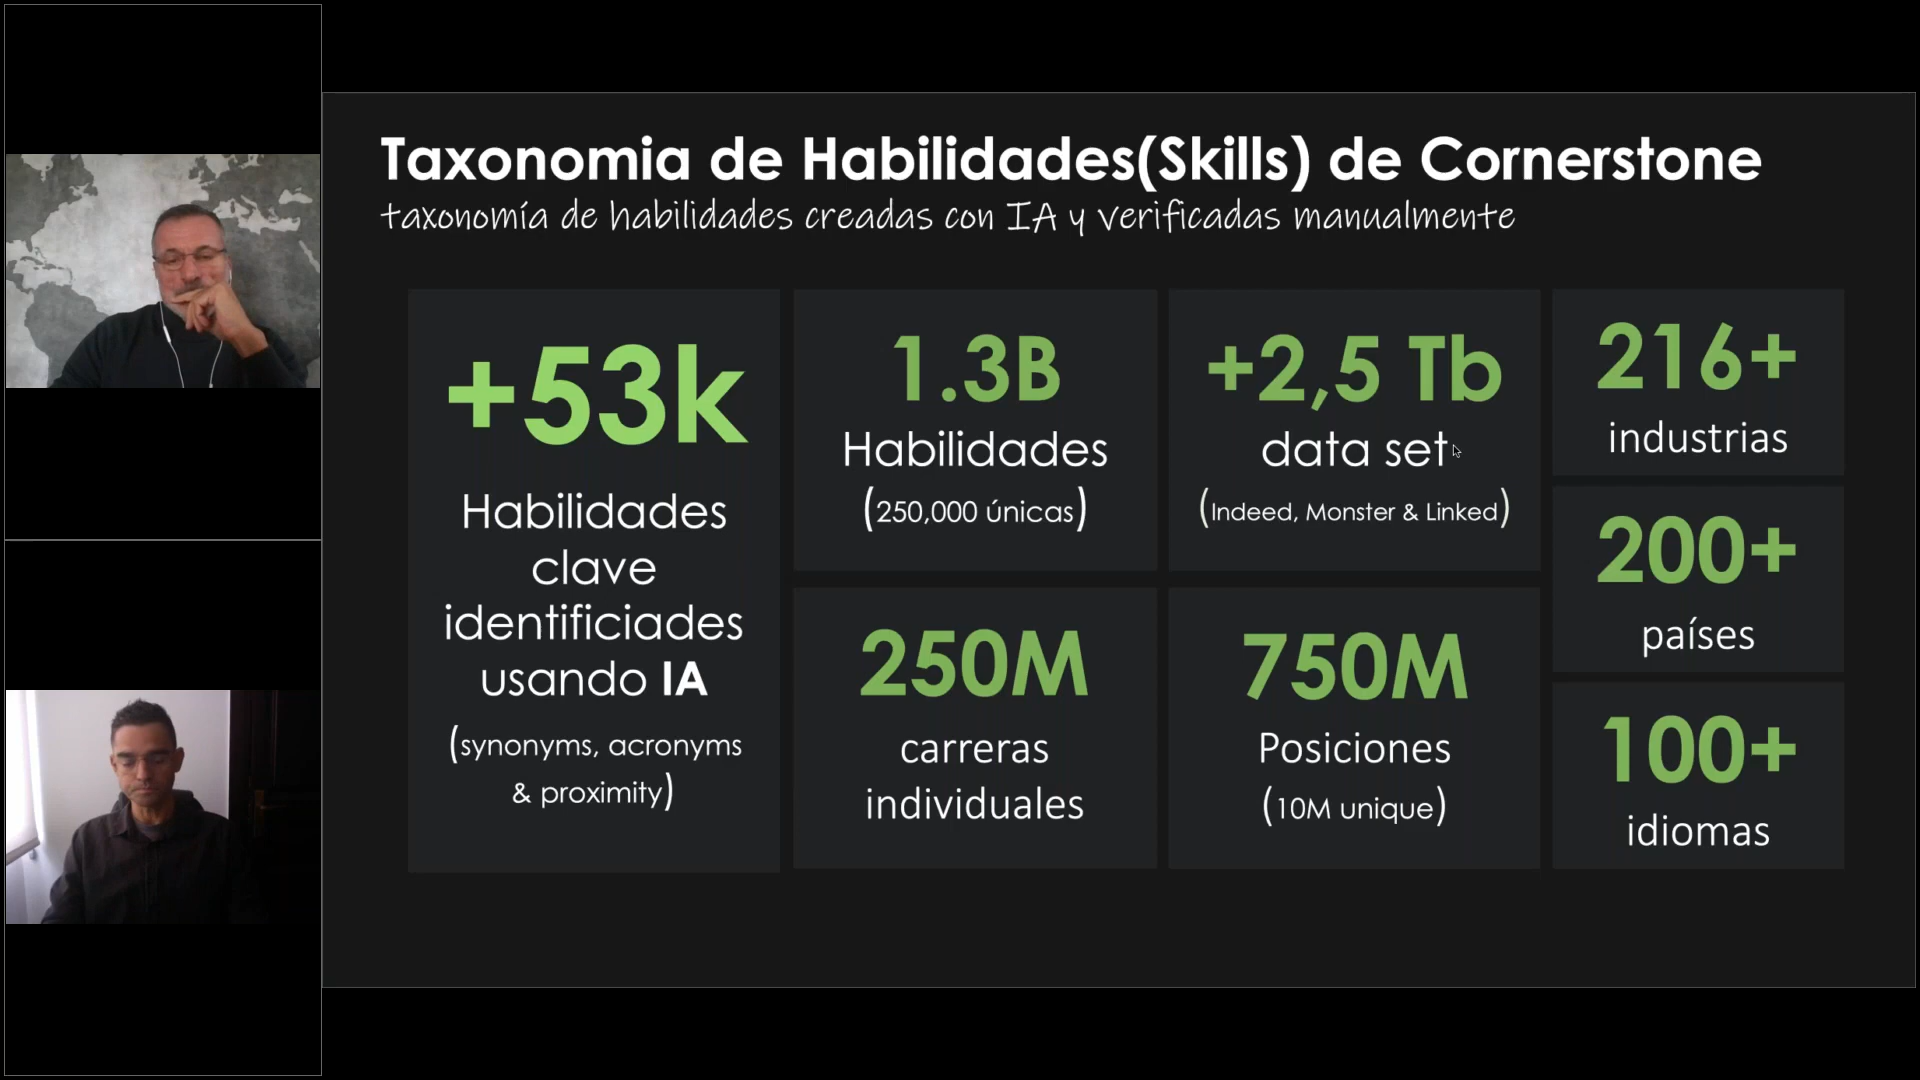 Taxonomia de Habilidades(Skills) de Cornerstone
taxonomía de habilidades creadas con IA y verificadas manualmente
+53k
Habilidades
clave
identificiades
usando IA
(synonyms, acronyms
& proximity)
1.3B
Habilidades
(250,000 únicas)
+2,5 Tb
data set
(Indeed, Monster & Linked)
250M
carreras
individuales
750M
Posiciones
(10M unique)
216+
industrias
200+
países
100+
idiomas